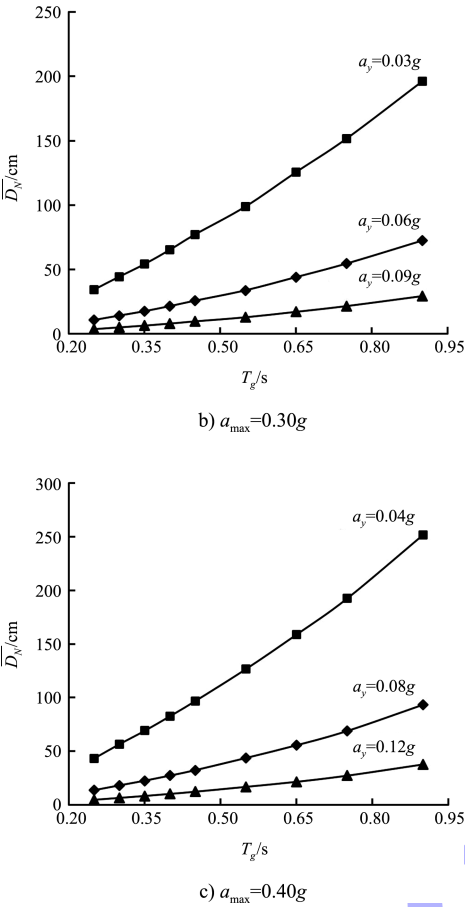 250
a_y=0.03g
200
150
D̅_N/cm
100
a_y=0.06g
50
a_y=0.09g
0
0.20 0.35 0.50 0.65 0.80 0.95
T_g/s
b) a_max=0.30g
300
a_y=0.04g
250
200
150
D̅_N/cm
100
a_y=0.08g
50
a_y=0.12g
0
0.20 0.35 0.50 0.65 0.80 0.95
T_g/s
c) a_max=0.40g